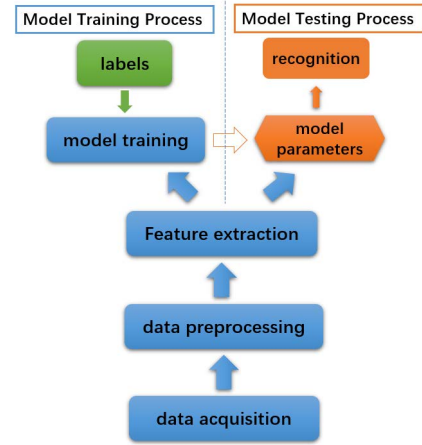 Model Training Process
Model Testing Process
labels
recognition
model training
model
parameters
Feature extraction
data preprocessing
data acquisition